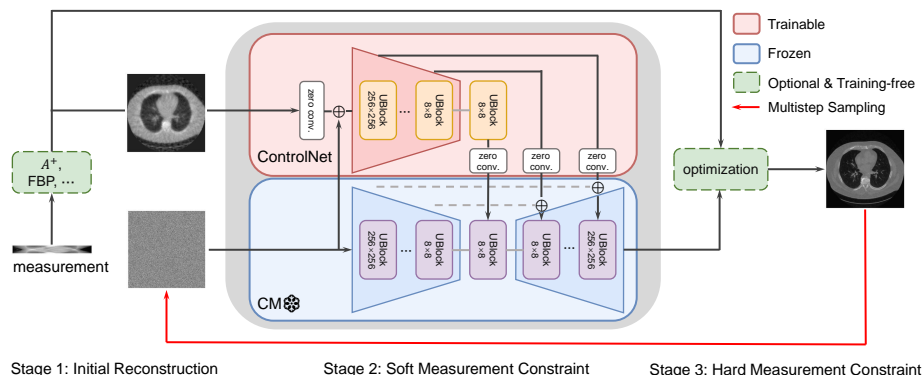 Trainable
Frozen
Optional & Training-free
Multistep Sampling
A⁺,
FBP, ...
measurement
zero conv.
UBlock
256×256
...
UBlock
8×8
UBlock
8×8
ControlNet
zero
conv.
zero
conv.
zero
conv.
optimization
UBlock
256×256
...
UBlock
8×8
UBlock
8×8
UBlock
8×8
...
UBlock
256×256
CM
Stage 1: Initial Reconstruction
Stage 2: Soft Measurement Constraint
Stage 3: Hard Measurement Constraint